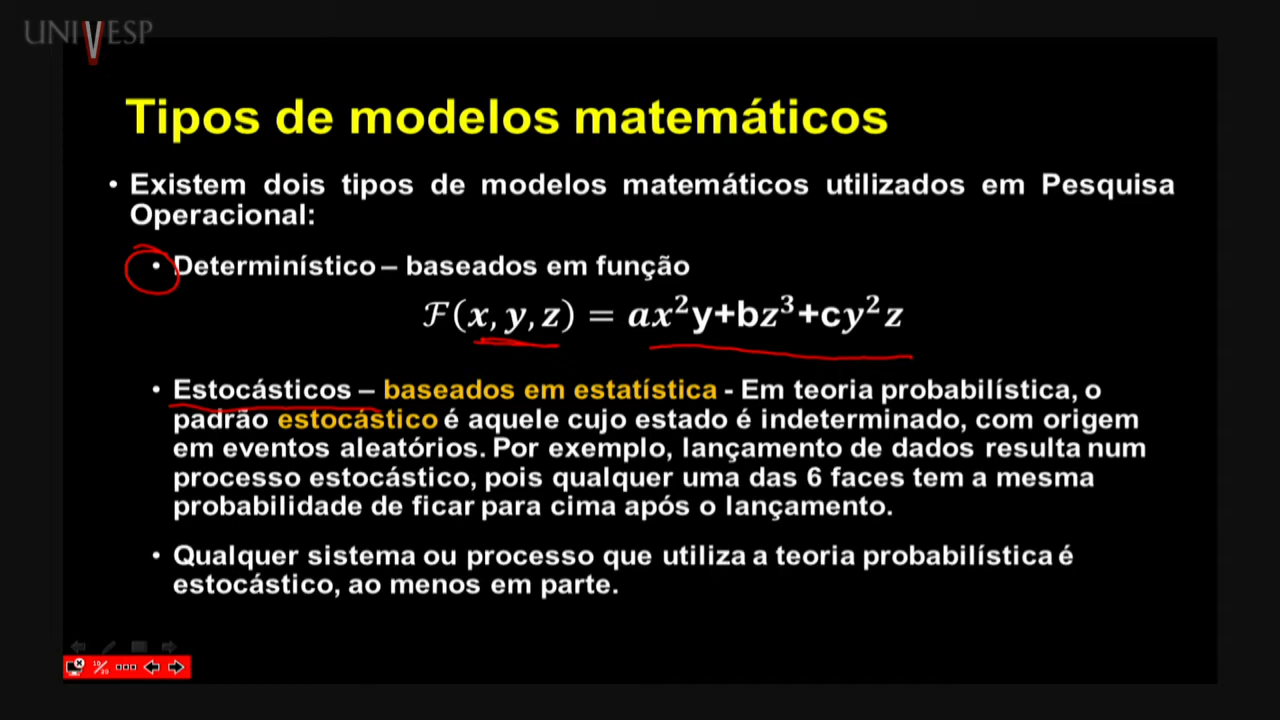 UNIVESP
Tipos de modelos matemáticos
• Existem dois tipos de modelos matemáticos utilizados em Pesquisa
Operacional:
• Determinístico – baseados em função
ℱ(x, y, z) = ax²y+bz³+cy²z
• Estocásticos – baseados em estatística - Em teoria probabilística, o
padrão estocástico é aquele cujo estado é indeterminado, com origem
em eventos aleatórios. Por exemplo, lançamento de dados resulta num
processo estocástico, pois qualquer uma das 6 faces tem a mesma
probabilidade de ficar para cima após o lançamento.
• Qualquer sistema ou processo que utiliza a teoria probabilística é
estocástico, ao menos em parte.